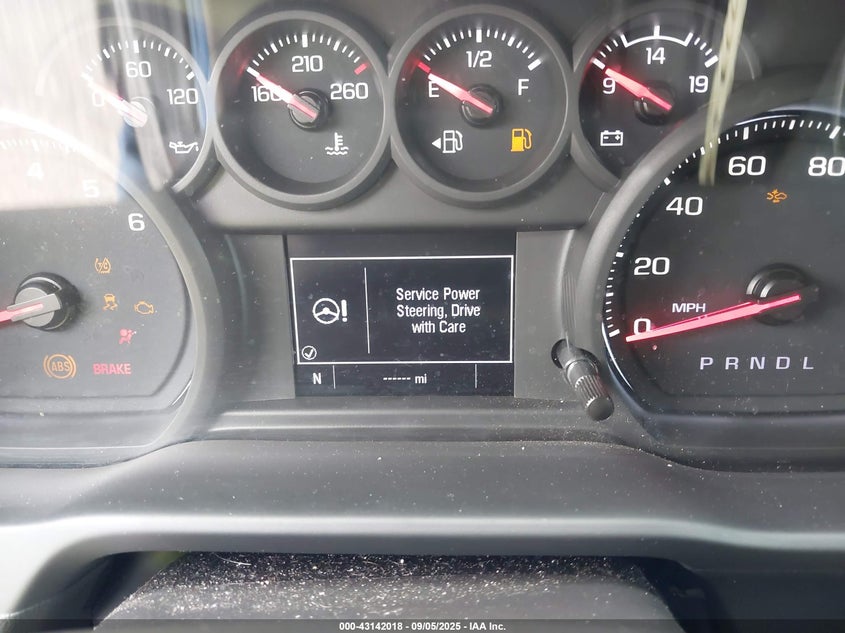 60
0 120
210
160 260
1/2
E F
14
9 19
4
5
6
ABS
BRAKE
Service Power
Steering, Drive
with Care
N ------ mi
60 80
40
20
0
MPH
P R N D L
000-43142018 - 09/05/2025 - IAA Inc.